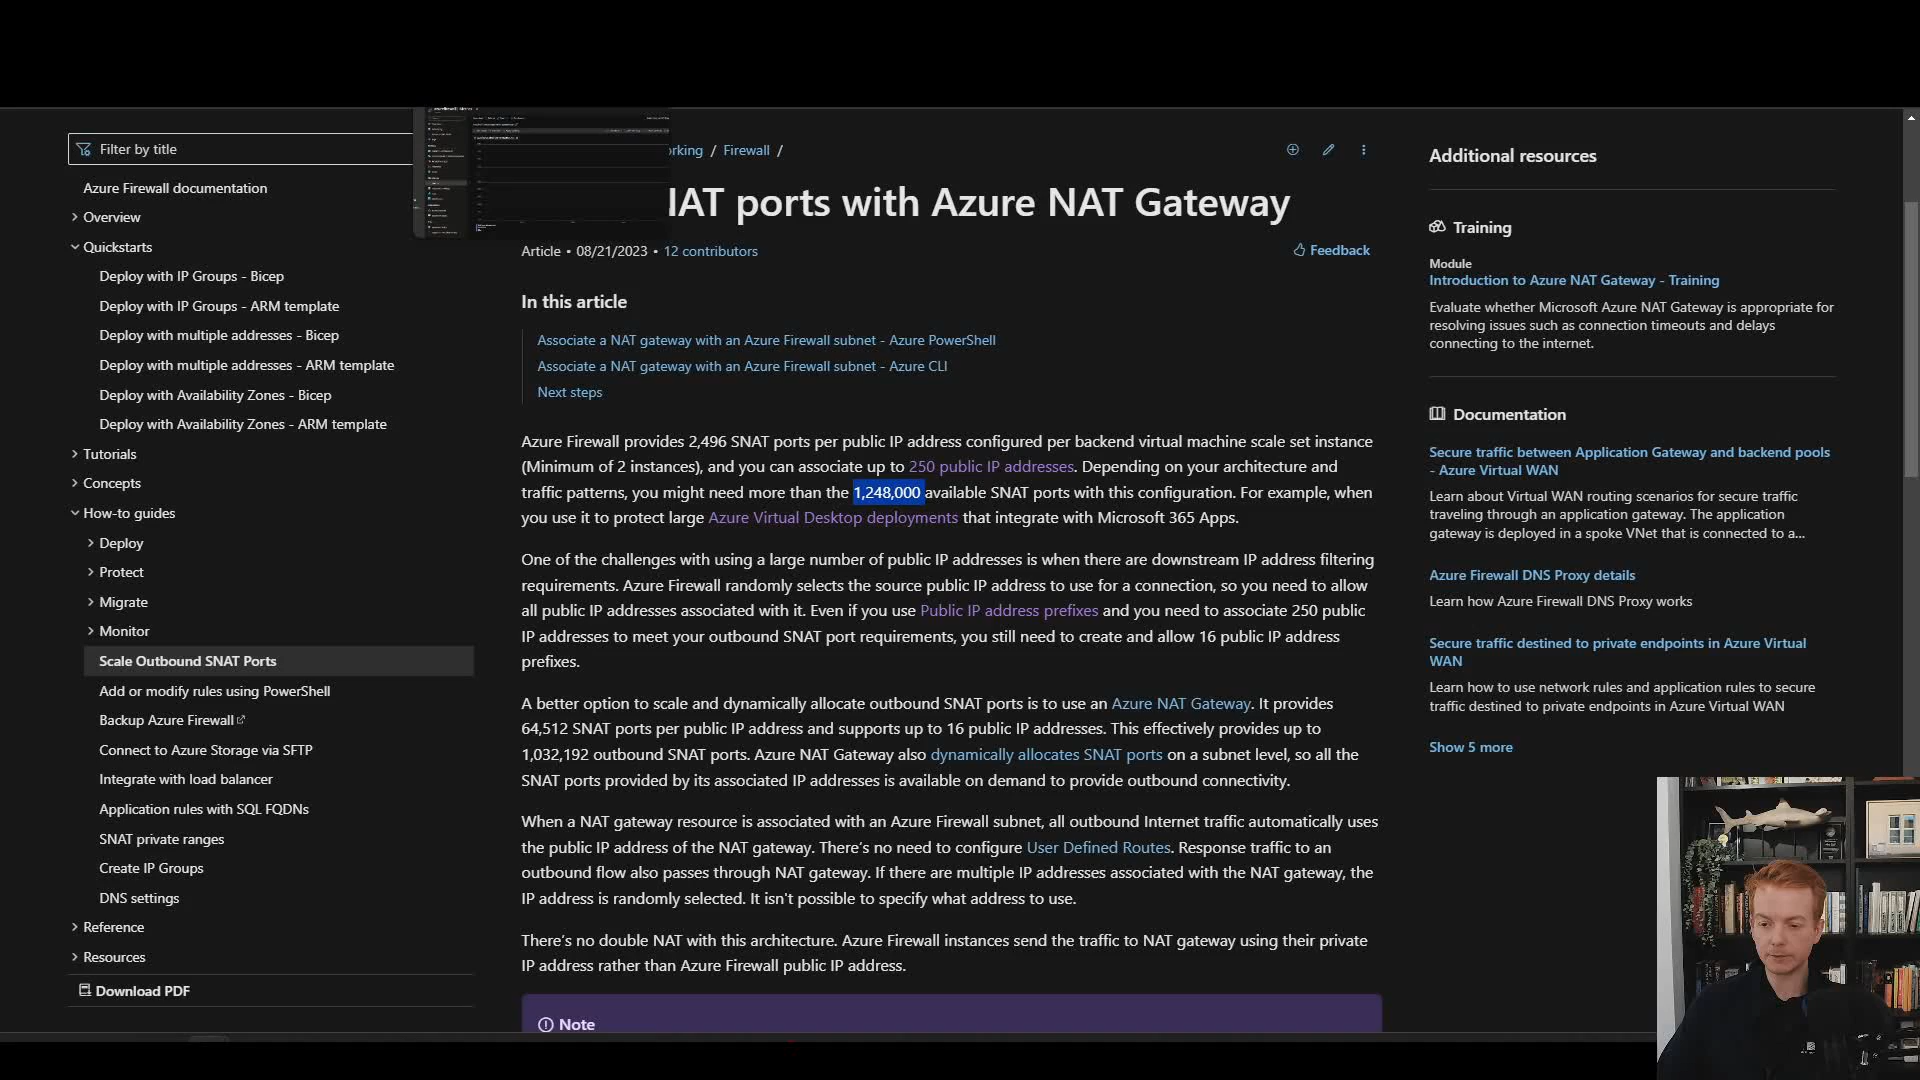 Filter by title
Azure Firewall documentation
Overview
Quickstarts
Deploy with IP Groups - Bicep
Deploy with IP Groups - ARM template
Deploy with multiple addresses - Bicep
Deploy with multiple addresses - ARM template
Deploy with Availability Zones - Bicep
Deploy with Availability Zones - ARM template
Tutorials
Concepts
How-to guides
Deploy
Protect
Migrate
Monitor
Scale Outbound SNAT Ports
Add or modify rules using PowerShell
Backup Azure Firewall
Connect to Azure Storage via SFTP
Integrate with load balancer
Application rules with SQL FQDNs
SNAT private ranges
Create IP Groups
DNS settings
Reference
Resources
Download PDF
orking / Firewall /
NAT ports with Azure NAT Gateway
Article • 08/21/2023 • 12 contributors
Feedback
In this article
Associate a NAT gateway with an Azure Firewall subnet - Azure PowerShell
Associate a NAT gateway with an Azure Firewall subnet - Azure CLI
Next steps
Azure Firewall provides 2,496 SNAT ports per public IP address configured per backend virtual machine scale set instance
(Minimum of 2 instances), and you can associate up to 250 public IP addresses. Depending on your architecture and
traffic patterns, you might need more than the 1,248,000 available SNAT ports with this configuration. For example, when
you use it to protect large Azure Virtual Desktop deployments that integrate with Microsoft 365 Apps.
One of the challenges with using a large number of public IP addresses is when there are downstream IP address filtering
requirements. Azure Firewall randomly selects the source public IP address to use for a connection, so you need to allow
all public IP addresses associated with it. Even if you use Public IP address prefixes and you need to associate 250 public
IP addresses to meet your outbound SNAT port requirements, you still need to create and allow 16 public IP address
prefixes.
A better option to scale and dynamically allocate outbound SNAT ports is to use an Azure NAT Gateway. It provides
64,512 SNAT ports per public IP address and supports up to 16 public IP addresses. This effectively provides up to
1,032,192 outbound SNAT ports. Azure NAT Gateway also dynamically allocates SNAT ports on a subnet level, so all the
SNAT ports provided by its associated IP addresses is available on demand to provide outbound connectivity.
When a NAT gateway resource is associated with an Azure Firewall subnet, all outbound Internet traffic automatically uses
the public IP address of the NAT gateway. There's no need to configure User Defined Routes. Response traffic to an
outbound flow also passes through NAT gateway. If there are multiple IP addresses associated with the NAT gateway, the
IP address is randomly selected. It isn't possible to specify what address to use.
There's no double NAT with this architecture. Azure Firewall instances send the traffic to NAT gateway using their private
IP address rather than Azure Firewall public IP address.
Note
Additional resources
Training
Module
Introduction to Azure NAT Gateway - Training
Evaluate whether Microsoft Azure NAT Gateway is appropriate for
resolving issues such as connection timeouts and delays
connecting to the internet.
Documentation
Secure traffic between Application Gateway and backend pools
- Azure Virtual WAN
Learn about Virtual WAN routing scenarios for secure traffic
traveling through an application gateway. The application
gateway is deployed in a spoke VNet that is connected to a...
Azure Firewall DNS Proxy details
Learn how Azure Firewall DNS Proxy works
Secure traffic destined to private endpoints in Azure Virtual
WAN
Learn how to use network rules and application rules to secure
traffic destined to private endpoints in Azure Virtual WAN
Show 5 more